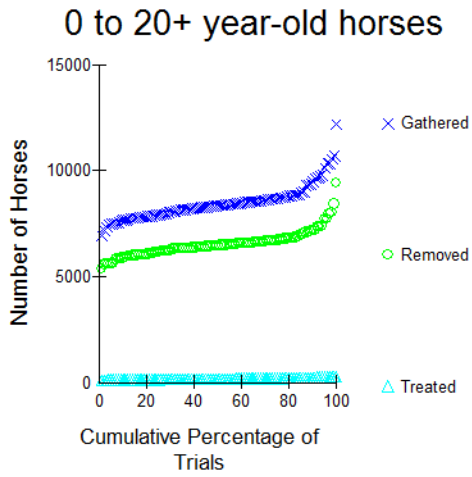 0 to 20+ year-old horses
15000
10000
5000
0
Number of Horses
0 20 40 60 80 100
Cumulative Percentage of
Trials
Gathered
Removed
Treated